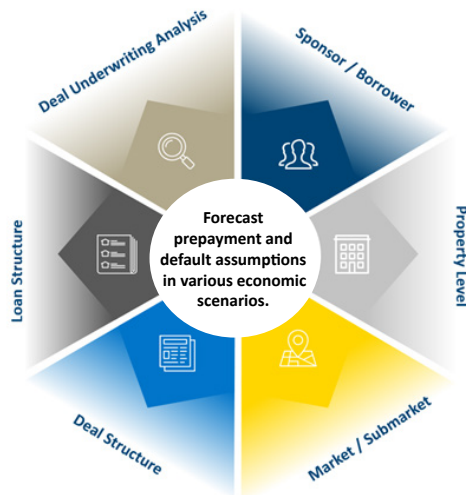 Deal Underwriting Analysis
Sponsor / Borrower
Forecast
prepayment and
default assumptions
in various economic
scenarios.
Loan Structure
Property Level
Deal Structure
Market / Submarket